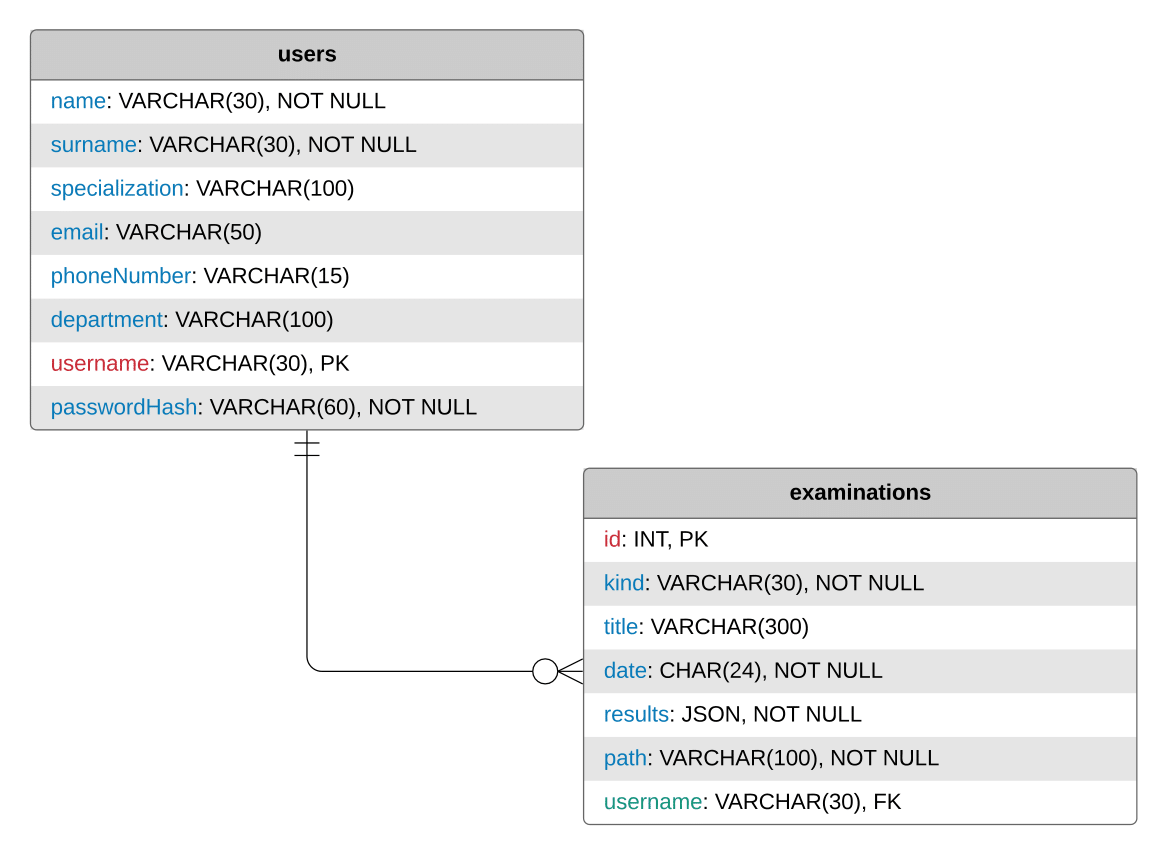 users
name: VARCHAR(30), NOT NULL
surname: VARCHAR(30), NOT NULL
specialization: VARCHAR(100)
email: VARCHAR(50)
phoneNumber: VARCHAR(15)
department: VARCHAR(100)
username: VARCHAR(30), PK
passwordHash: VARCHAR(60), NOT NULL
examinations
id: INT, PK
kind: VARCHAR(30), NOT NULL
title: VARCHAR(300)
date: CHAR(24), NOT NULL
results: JSON, NOT NULL
path: VARCHAR(100), NOT NULL
username: VARCHAR(30), FK